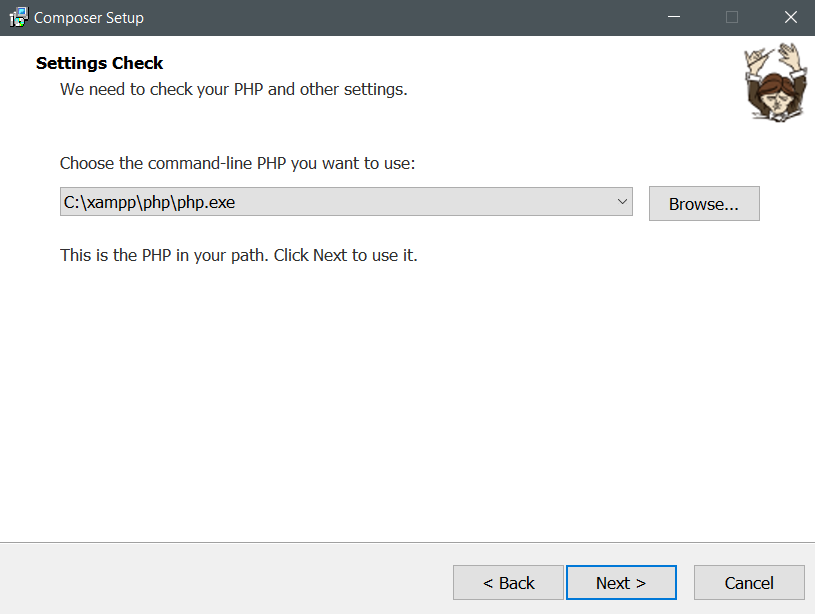 Composer Setup
Settings Check
We need to check your PHP and other settings.
Choose the command-line PHP you want to use:
C:\xampp\php\php.exe
Browse...
This is the PHP in your path. Click Next to use it.
< Back
Next >
Cancel